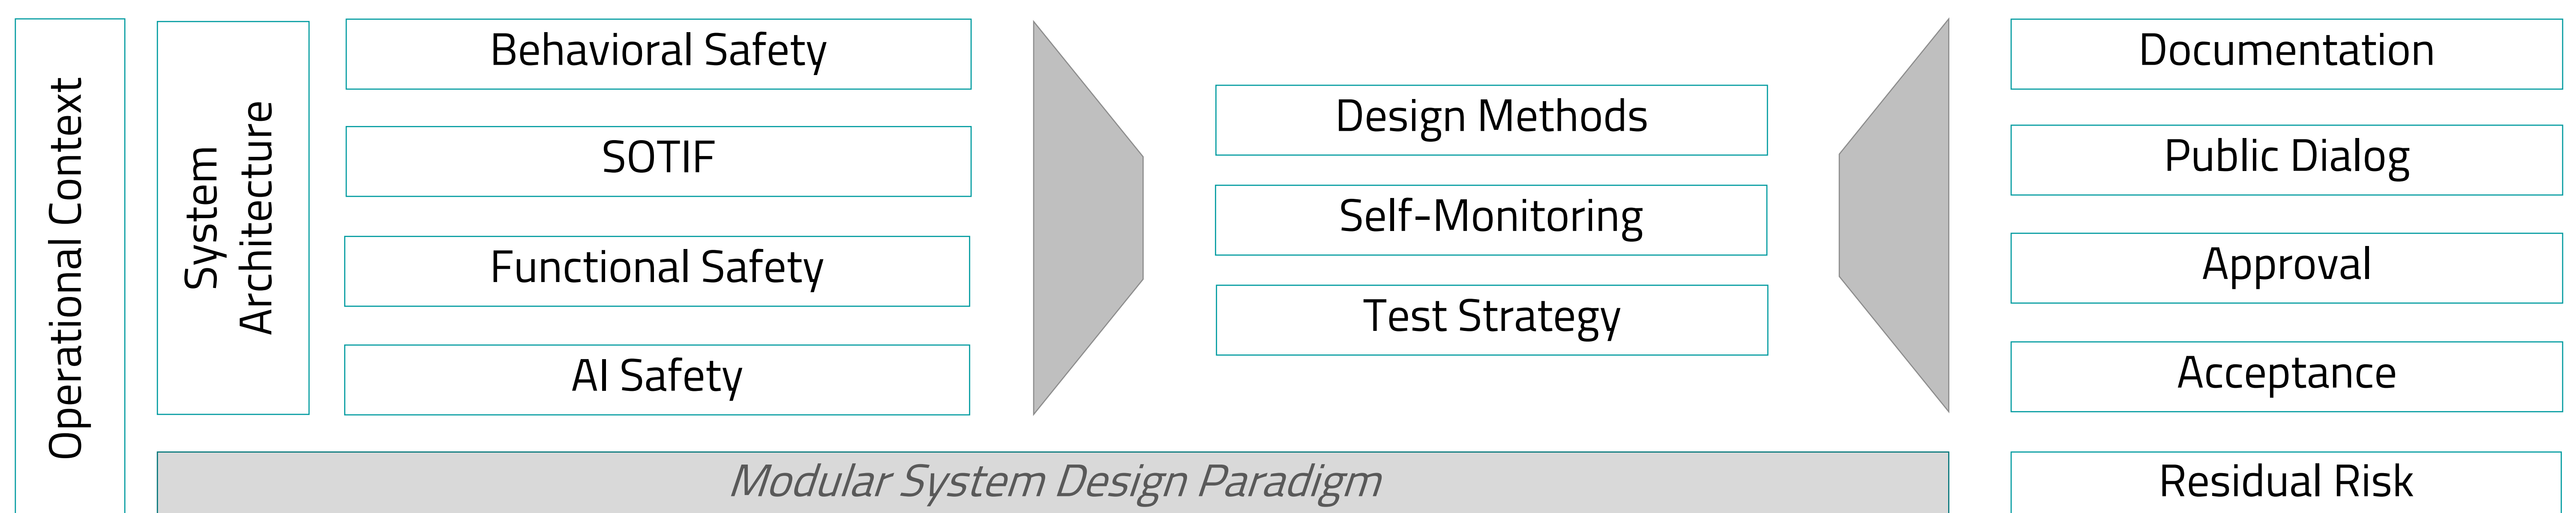 Operational Context
System
Architecture
Behavioral Safety
SOTIF
Functional Safety
AI Safety
Design Methods
Self-Monitoring
Test Strategy
Documentation
Public Dialog
Approval
Acceptance
Residual Risk
Modular System Design Paradigm